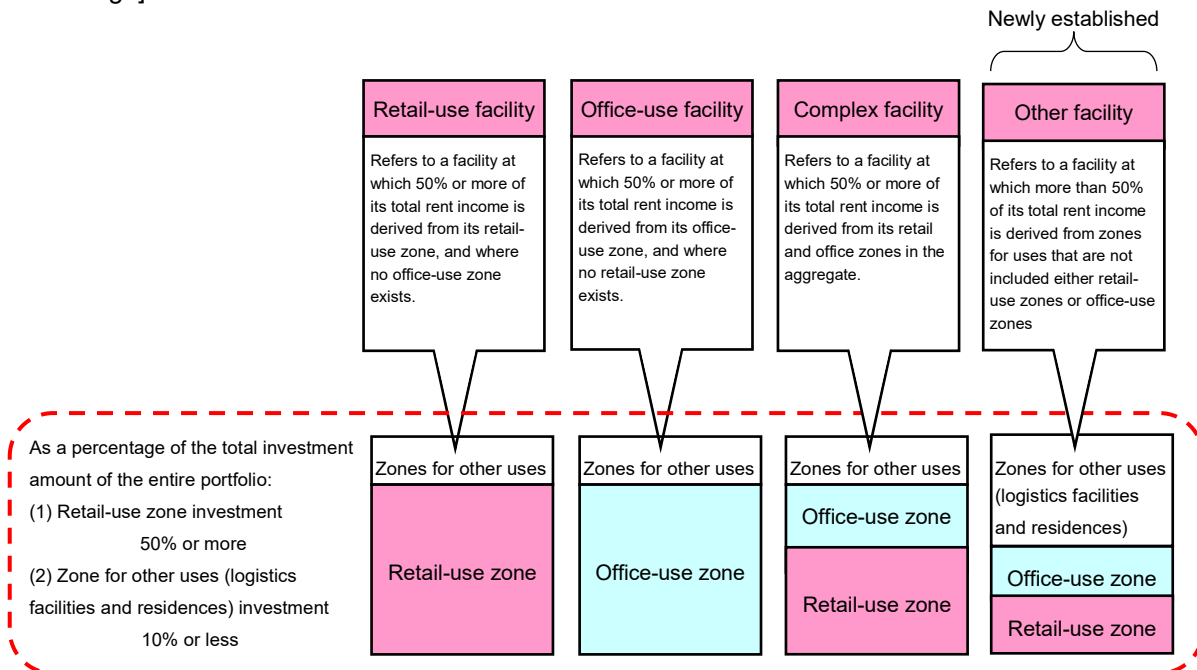 Newly established
Retail-use facility
Refers to a facility at
which 50% or more of
its total rent income is
derived from its retail-
use zone, and where
no office-use zone
exists.
Office-use facility
Refers to a facility at
which 50% or more of
its total rent income is
derived from its office-
use zone, and where
no retail-use zone
exists.
Complex facility
Refers to a facility at
which 50% or more of
its total rent income is
derived from its retail
and office zones in the
aggregate.
Other facility
Refers to a facility at
which more than 50%
of its total rent income
is derived from zones
for uses that are not
included either retail-
use zones or office-use
zones
As a percentage of the total investment
amount of the entire portfolio:
(1) Retail-use zone investment
50% or more
(2) Zone for other uses (logistics
facilities and residences) investment
10% or less
Zones for other uses
Retail-use zone
Zones for other uses
Office-use zone
Zones for other uses
Office-use zone
Retail-use zone
Zones for other uses
(logistics facilities
and residences)
Office-use zone
Retail-use zone